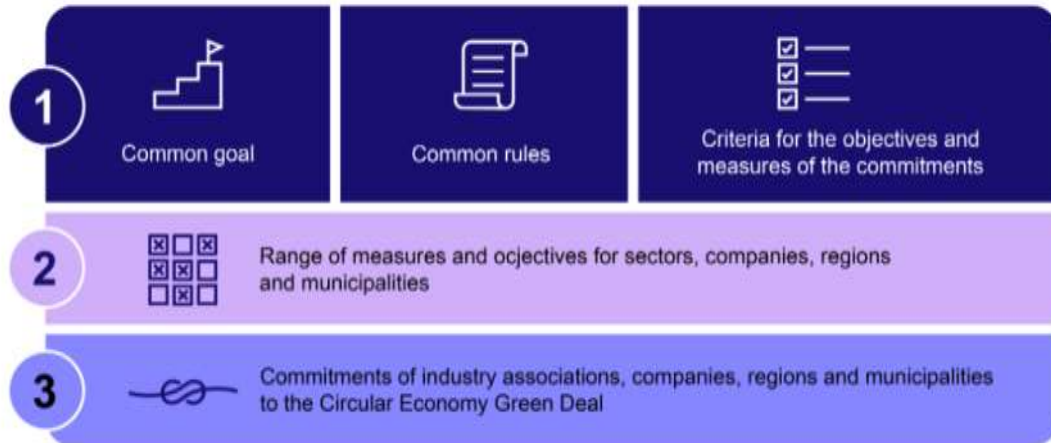 1
Common goal
Common rules
Criteria for the objectives and
measures of the commitments
2
Range of measures and ocjectives for sectors, companies, regions
and municipalities
3
Commitments of industry associations, companies, regions and municipalities
to the Circular Economy Green Deal